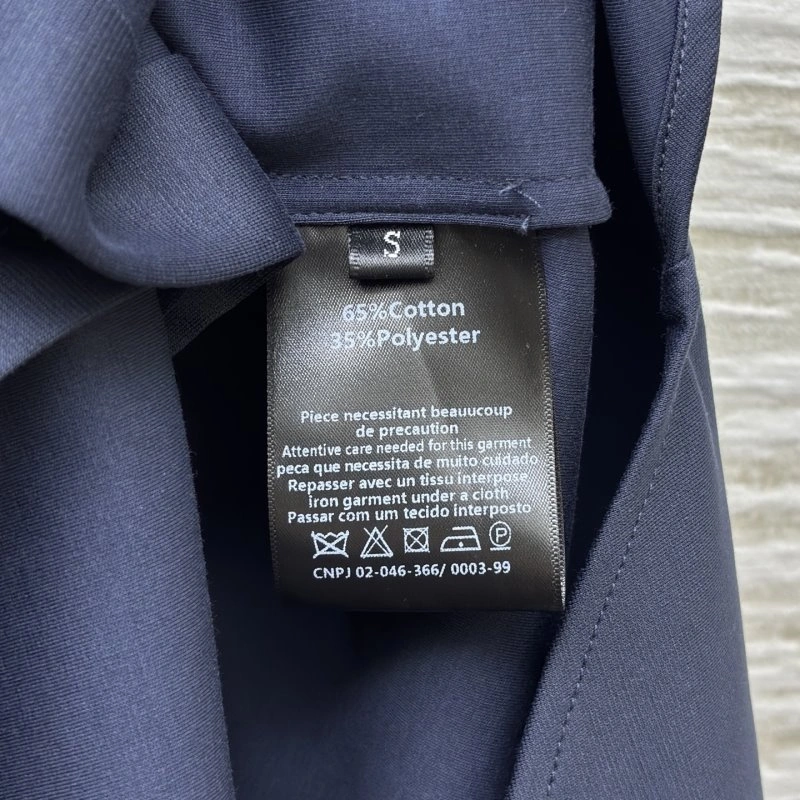 S
65%Cotton
35%Polyester
Piece necessitant beauucoup
de precaution
Attentive care needed for this garment
peca que necessita de muito cuidado
Repasser avec un tissu interpose
iron garment under a cloth
Passar com um tecido interposto
P
CNPJ 02-046-366/ 0003-99